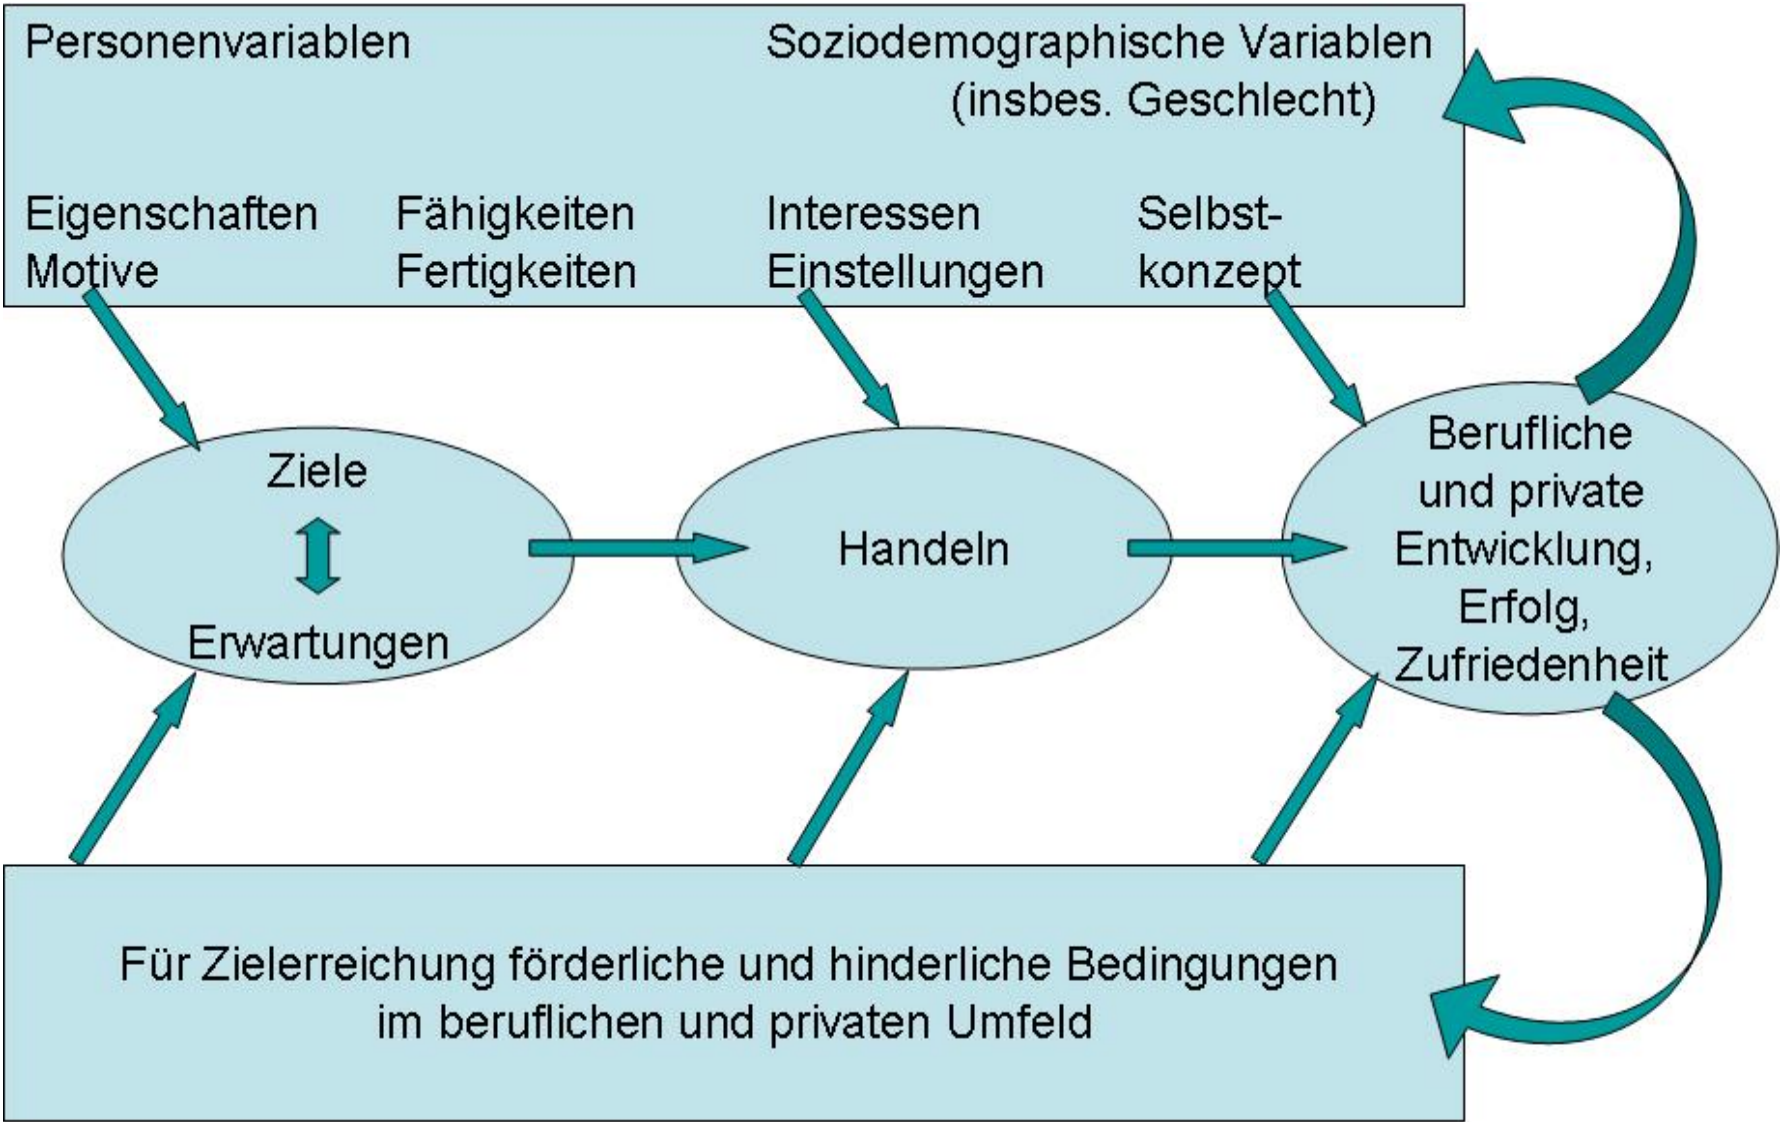 Personenvariablen
Soziodemographische Variablen
(insbes. Geschlecht)
Eigenschaften
Motive
Fähigkeiten
Fertigkeiten
Interessen
Einstellungen
Selbst-
konzept
Ziele
Erwartungen
Handeln
Berufliche
und private
Entwicklung,
Erfolg,
Zufriedenheit
Für Zielerreichung förderliche und hinderliche Bedingungen
im beruflichen und privaten Umfeld